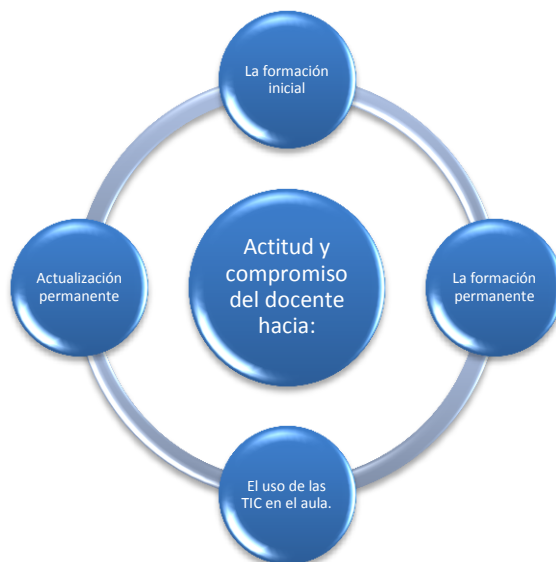 La formación
inicial
Actitud y
compromiso
del docente
hacia:
Actualización
permanente
La formación
permanente
El uso de las
TIC en el aula.